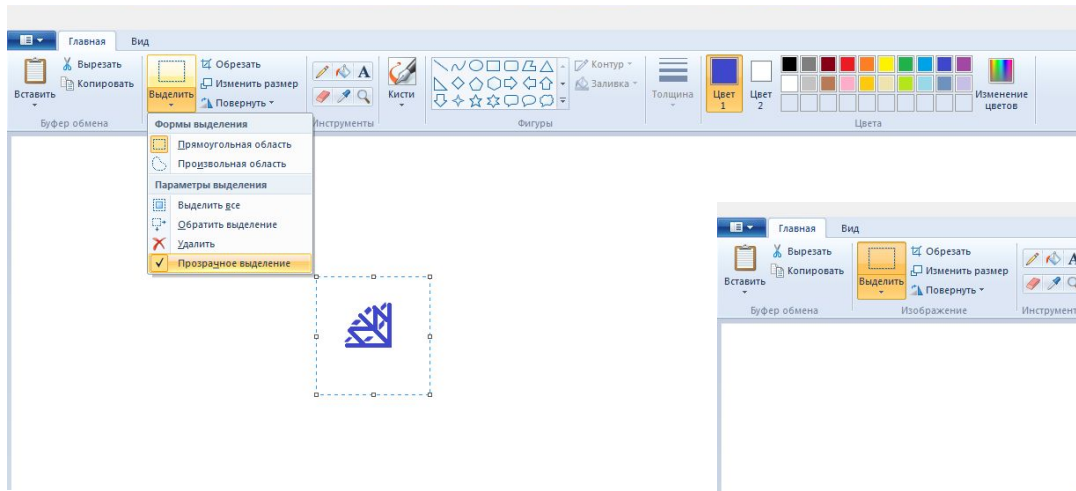 Главная Вид
Вставить
Вырезать
Копировать
Буфер обмена
Выделить
Обрезать
Изменить размер
Повернуть
Инструменты
A
Кисти
Контур
Заливка
Фигуры
Толщина
Цвет
1
Цвет
2
Изменение
цветов
Цвета
Формы выделения
Прямоугольная область
Произвольная область
Параметры выделения
Выделить все
Обратить выделение
Удалить
Прозрачное выделение
Главная Вид
Вставить
Вырезать
Копировать
Буфер обмена
Выделить
Обрезать
Изменить размер
Повернуть
Изображение
A
Инструмент